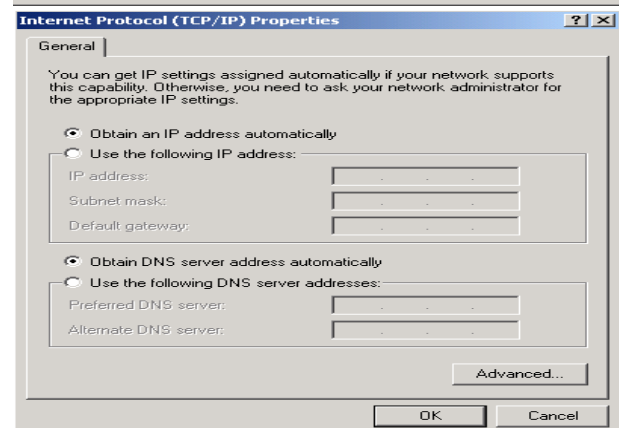 Internet Protocol (TCP/IP) Properties
General
You can get IP settings assigned automatically if your network supports
this capability. Otherwise, you need to ask your network administrator for
the appropriate IP settings.
Obtain an IP address automatically
Use the following IP address:
IP address:
Subnet mask:
Default gateway:
Obtain DNS server address automatically
Use the following DNS server addresses:
Preferred DNS server:
Alternate DNS server:
Advanced...
OK Cancel